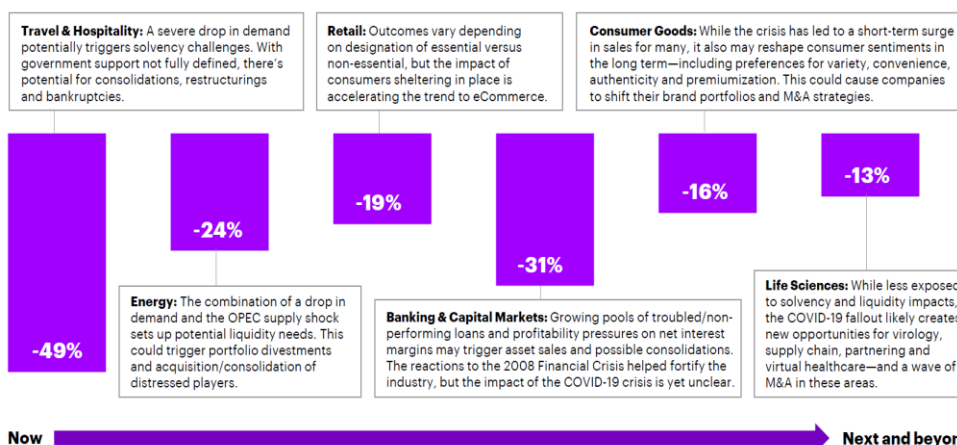 Travel & Hospitality: A severe drop in demand
potentially triggers solvency challenges. With
government support not fully defined, there's
potential for consolidations, restructurings
and bankruptcies.
Retail: Outcomes vary depending
on designation of essential versus
non-essential, but the impact of
consumers sheltering in place is
accelerating the trend to eCommerce.
Consumer Goods: While the crisis has led to a short-term surge
in sales for many, it also may reshape consumer sentiments in
the long term—including preferences for variety, convenience,
authenticity and premiumization. This could cause companies
to shift their brand portfolios and M&A strategies.
-49%
-24%
-19%
-31%
-16%
-13%
Energy: The combination of a drop in
demand and the OPEC supply shock
sets up potential liquidity needs. This
could trigger portfolio divestments
and acquisition/consolidation of
distressed players.
Banking & Capital Markets: Growing pools of troubled/non-
performing loans and profitability pressures on net interest
margins may trigger asset sales and possible consolidations.
The reactions to the 2008 Financial Crisis helped fortify the
industry, but the impact of the COVID-19 crisis is yet unclear.
Life Sciences: While less exposed
to solvency and liquidity impacts,
the COVID-19 fallout likely creates
new opportunities for virology,
supply chain, partnering and
virtual healthcare—and a wave of
M&A in these areas.
Now
Next and beyon